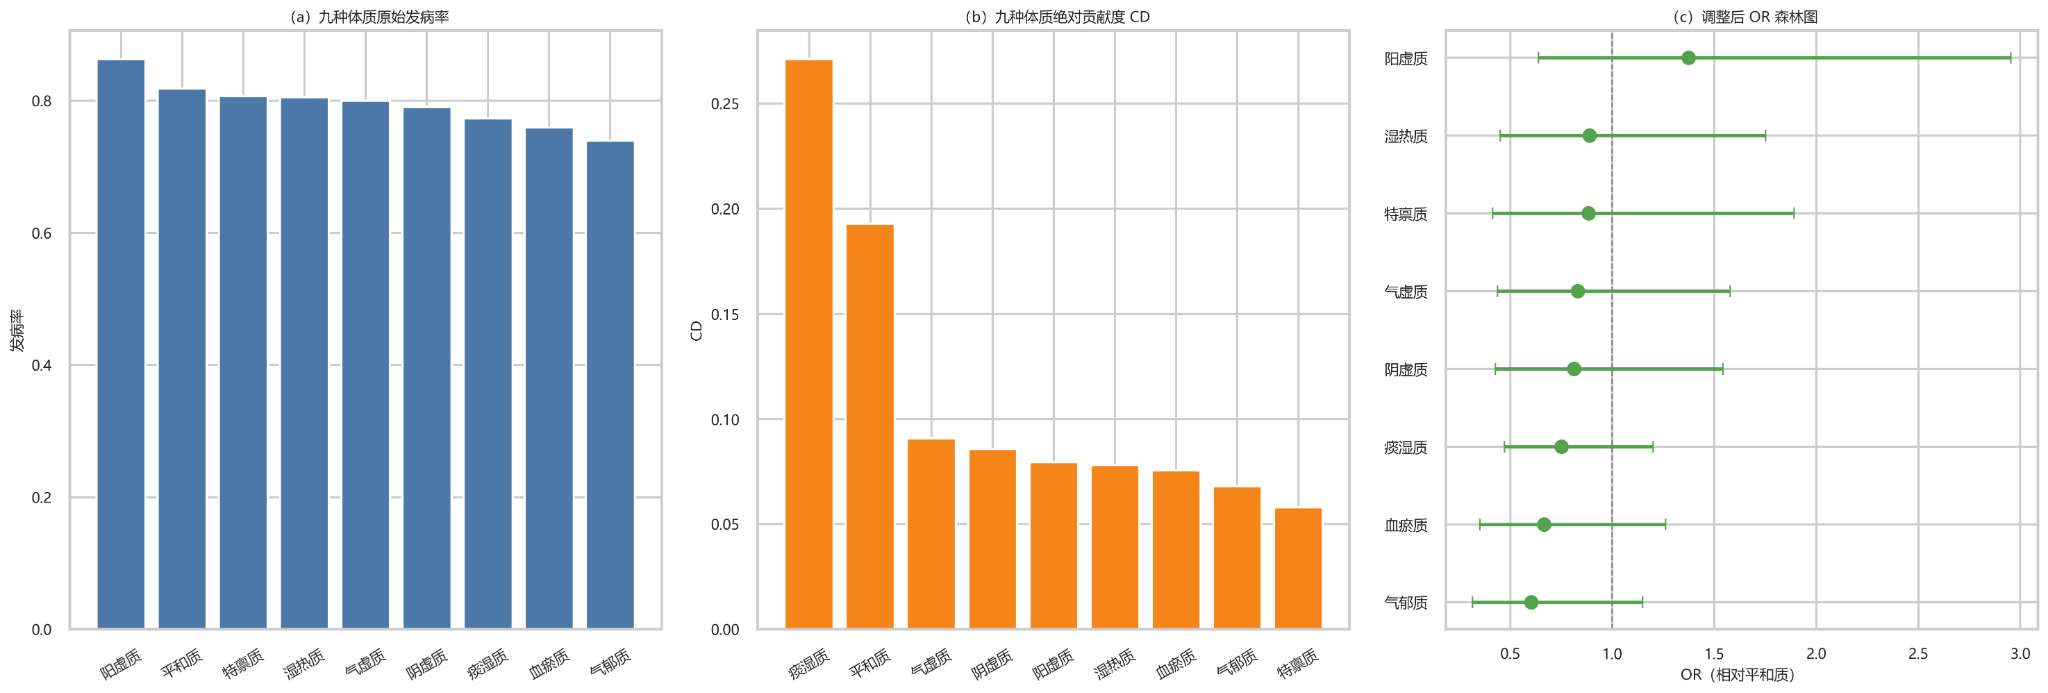 （a）九种体质原始发病率
发病率
0.8
0.6
0.4
0.2
0.0
阳虚质
平和质
特禀质
湿热质
气虚质
阴虚质
痰湿质
血瘀质
气郁质
（b）九种体质绝对贡献度 CD
CD
0.25
0.20
0.15
0.10
0.05
0.00
痰湿质
平和质
气虚质
阴虚质
阳虚质
湿热质
血瘀质
气郁质
特禀质
（c）调整后 OR 森林图
阳虚质
湿热质
特禀质
气虚质
阴虚质
痰湿质
血瘀质
气郁质
0.5
1.0
1.5
2.0
2.5
3.0
OR（相对平和质）